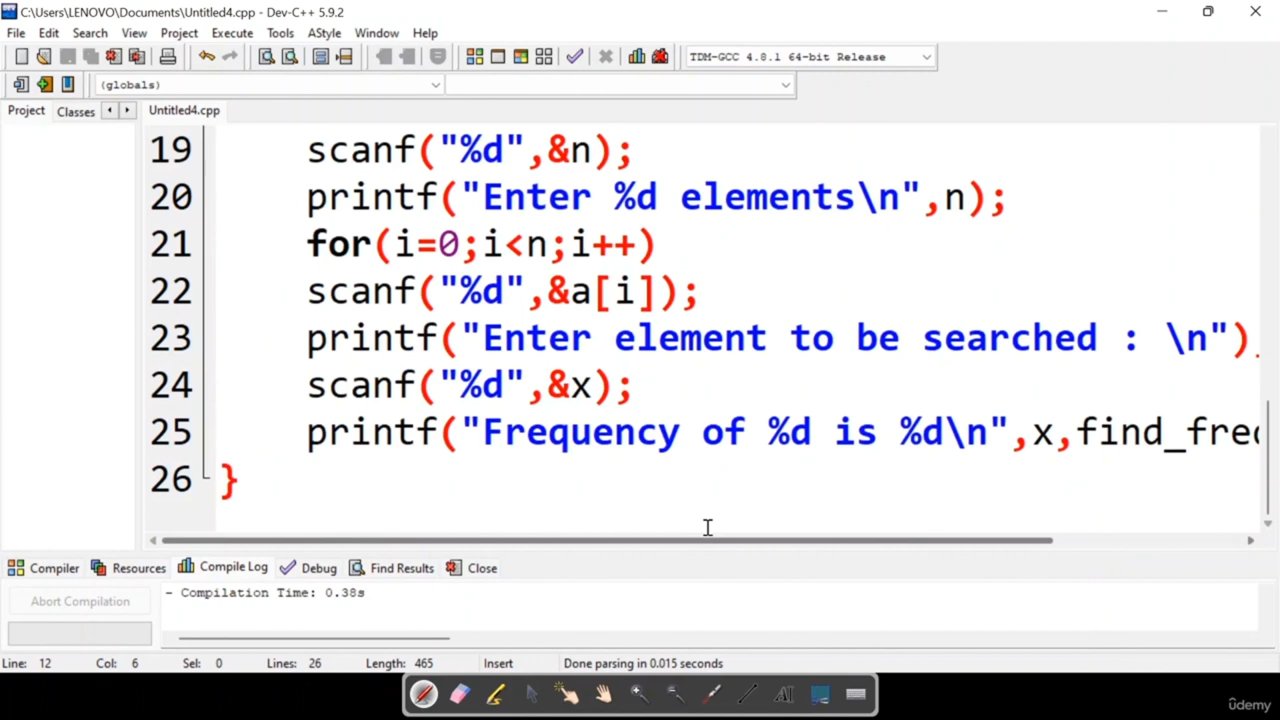 C:\Users\LENOVO\Documents\Untitled4.cpp - Dev-C++ 5.9.2
File Edit Search View Project Execute Tools AStyle Window Help
TDM-GCC 4.8.1 64-bit Release
(globals)
Project Classes Untitled4.cpp
19 scanf("%d",&n);
20 printf("Enter %d elements\n",n);
21 for(i=0;i<n;i++)
22 scanf("%d",&a[i]);
23 printf("Enter element to be searched : \n")
24 scanf("%d",&x);
25 printf("Frequency of %d is %d\n",x,find_fre
26 }
Compiler Resources Compile Log Debug Find Results Close
Abort Compilation
- Compilation Time: 0.38s
Line: 12 Col: 6 Sel: 0 Lines: 26 Length: 465 Insert Done parsing in 0.015 seconds
AI
ûdemy